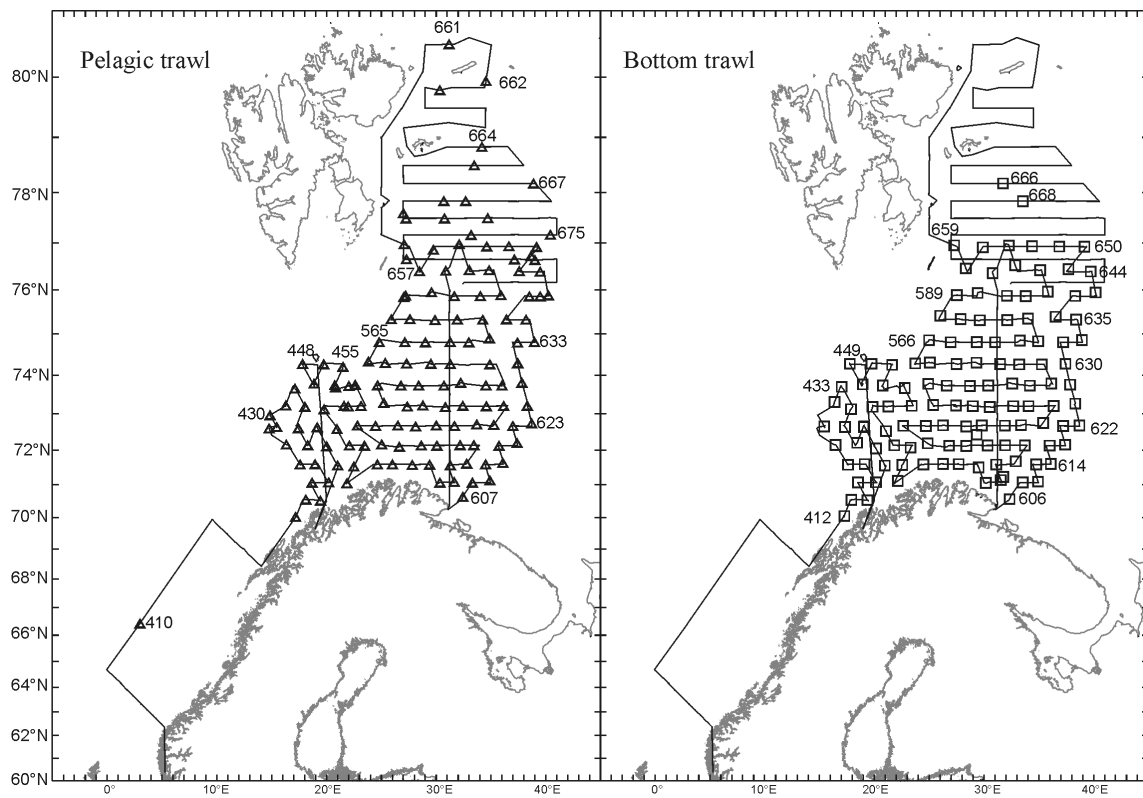 Pelagic trawl
661
662
664
667
675
657
565
633
448 455
430
623
607
410
Bottom trawl
666
668
659
650
644
589
635
566
449
630
433
622
614
606
412
80°N
78°N
76°N
74°N
72°N
70°N
68°N
66°N
64°N
62°N
60°N
0° 10°E 20°E 30°E 40°E
0° 10°E 20°E 30°E 40°E